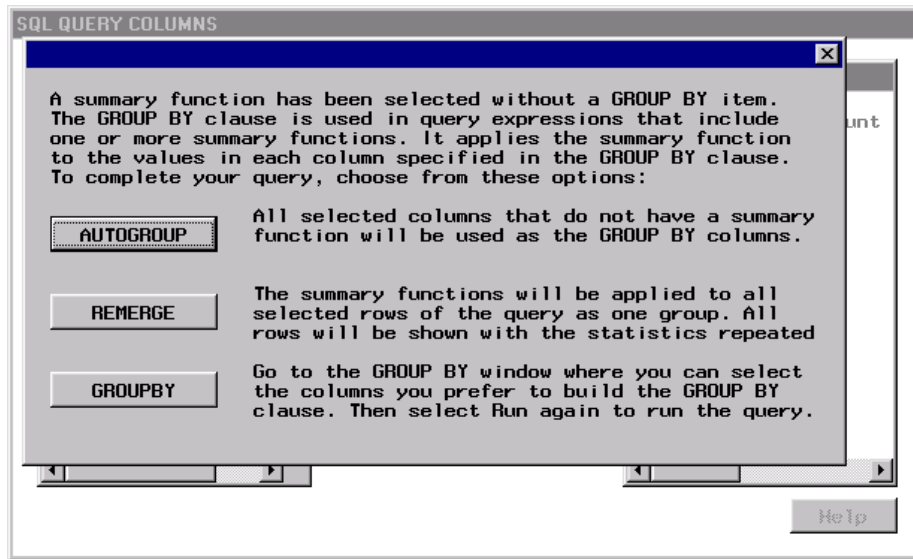 SQL QUERY COLUMNS
A summary function has been selected without a GROUP BY item.
The GROUP BY clause is used in query expressions that include
one or more summary functions. It applies the summary function
to the values in each column specified in the GROUP BY clause.
To complete your query, choose from these options:
AUTOGROUP
All selected columns that do not have a summary
function will be used as the GROUP BY columns.
REMERGE
The summary functions will be applied to all
selected rows of the query as one group. All
rows will be shown with the statistics repeated
GROUPBY
Go to the GROUP BY window where you can select
the columns you prefer to build the GROUP BY
clause. Then select Run again to run the query.
unt
Help